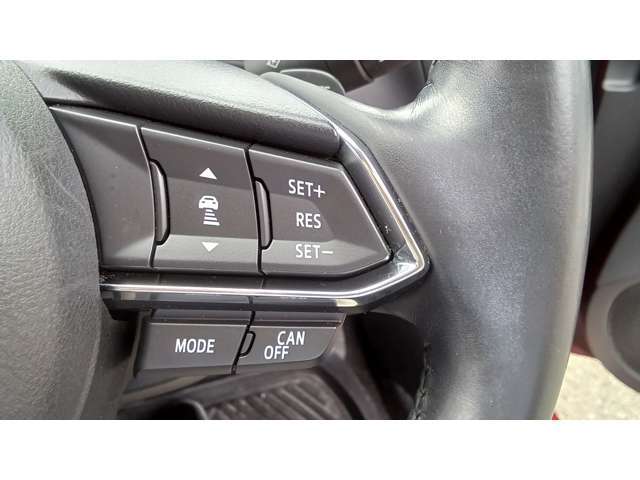 SET+
RES
SET−
MODE
CAN
OFF